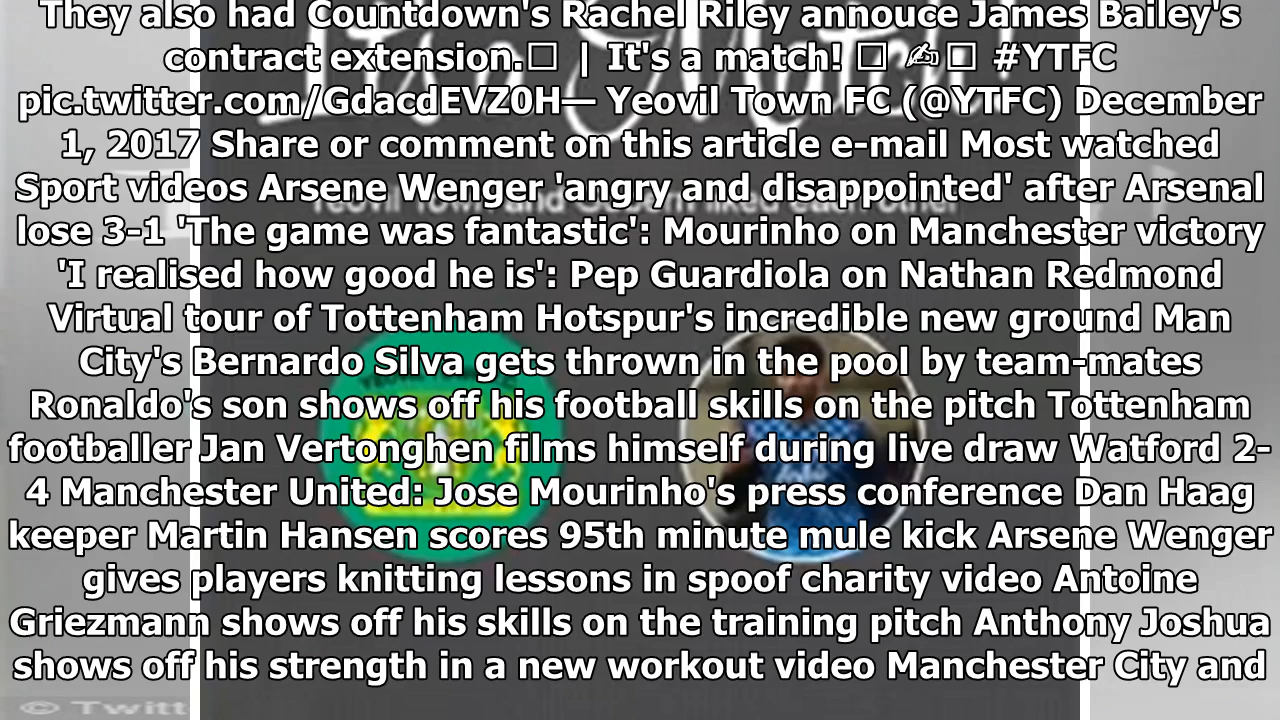 They also had Countdown's Rachel Riley annouce James Bailey's
contract extension.□ | It's a match! □ ✍□ #YTFC
pic.twitter.com/GdacdEVZ0H— Yeovil Town FC (@YTFC) December
1, 2017 Share or comment on this article e-mail Most watched
Sport videos Arsene Wenger 'angry and disappointed' after Arsenal
lose 3-1 'The game was fantastic': Mourinho on Manchester victory
'I realised how good he is': Pep Guardiola on Nathan Redmond
Virtual tour of Tottenham Hotspur's incredible new ground Man
City's Bernardo Silva gets thrown in the pool by team-mates
Ronaldo's son shows off his football skills on the pitch Tottenham
footballer Jan Vertonghen films himself during live draw Watford 2-
4 Manchester United: Jose Mourinho's press conference Dan Haag
keeper Martin Hansen scores 95th minute mule kick Arsene Wenger
gives players knitting lessons in spoof charity video Antoine
Griezmann shows off his skills on the training pitch Anthony Joshua
shows off his strength in a new workout video Manchester City and
© Twitt